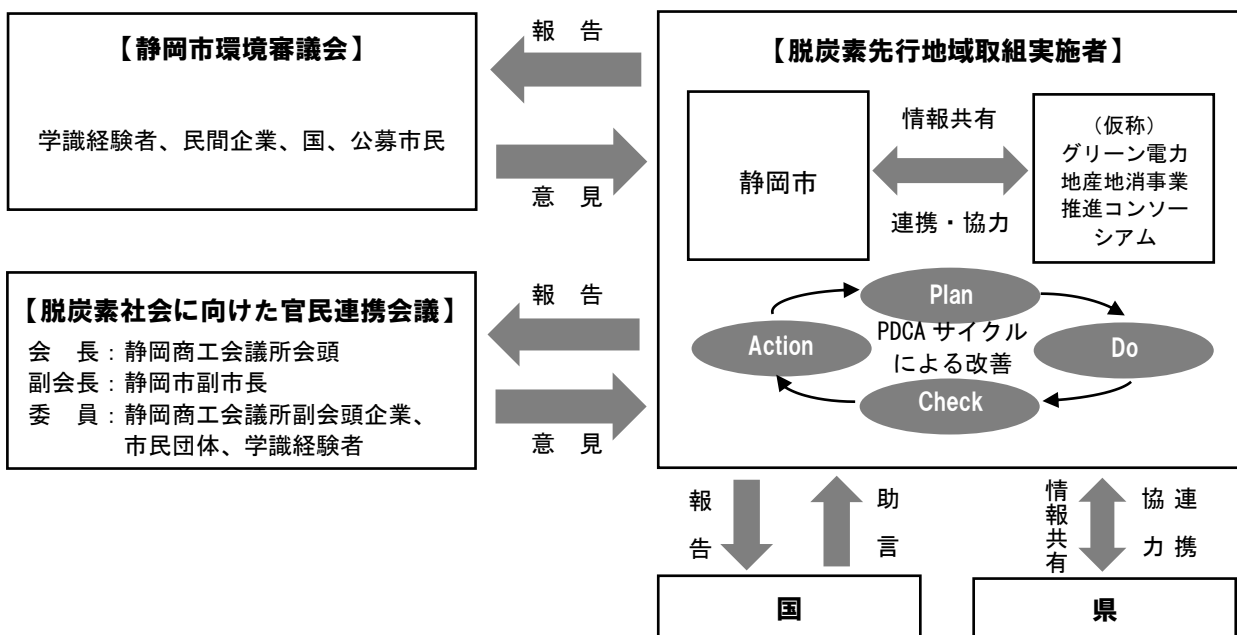 【静岡市環境審議会】
学識経験者、民間企業、国、公募市民
報 告
意 見
【脱炭素社会に向けた官民連携会議】
会 長：静岡商工会議所会頭
副会長：静岡市副市長
委 員：静岡商工会議所副会頭企業、
市民団体、学識経験者
報 告
意 見
【脱炭素先行地域取組実施者】
静岡市
情報共有
連携・協力
（仮称）
グリーン電力
地産地消事業
推進コンソー
シアム
Plan
Do
Check
Action
PDCA サイクル
による改善
報告
助言
情報共有
連携
協力
国
県